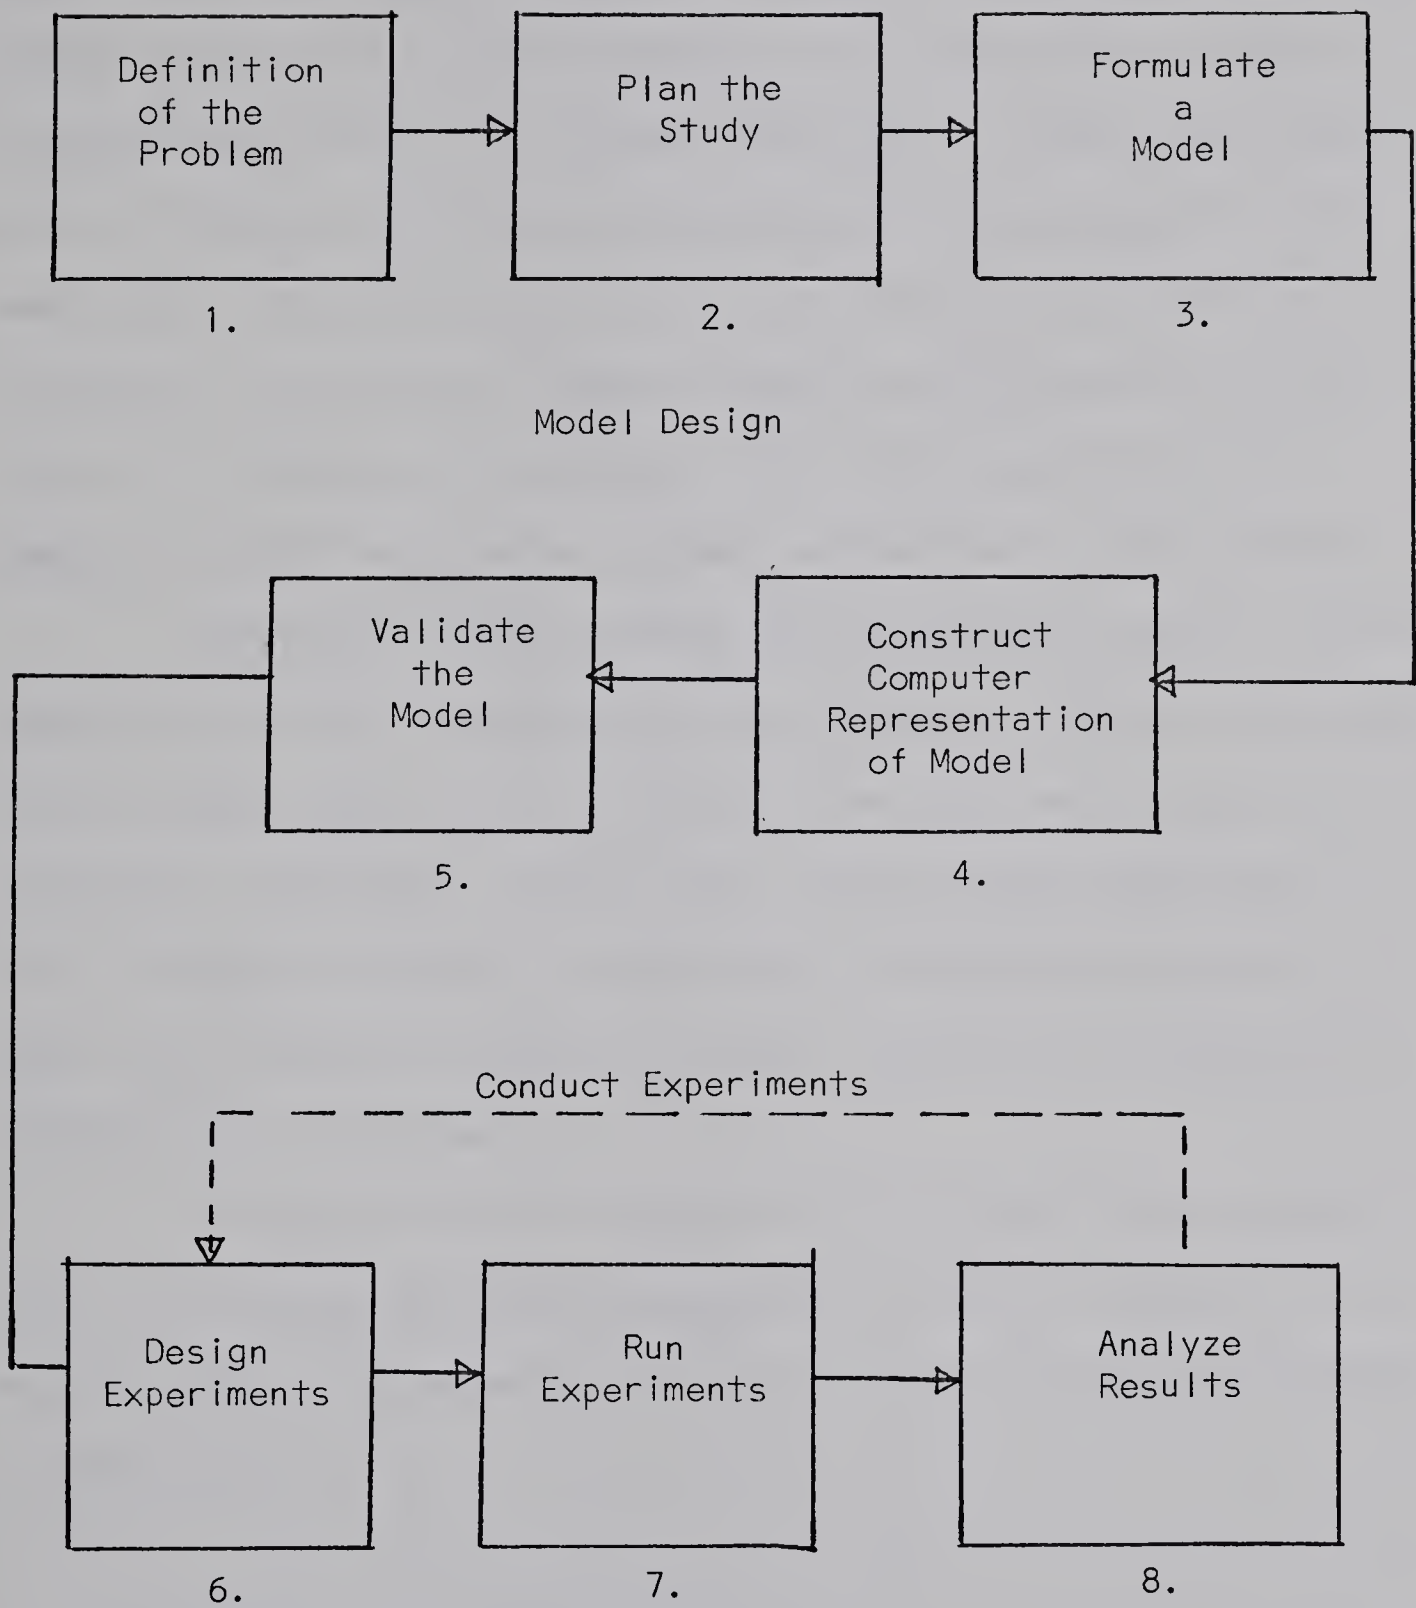 Definition
of the
Problem
1.
Plan the
Study
2.
Formulate
a
Model
3.
Model Design
Validate
the
Model
5.
Construct
Computer
Representation
of Model
4.
Conduct Experiments
Design
Experiments
6.
Run
Experiments
7.
Analyze
Results
8.